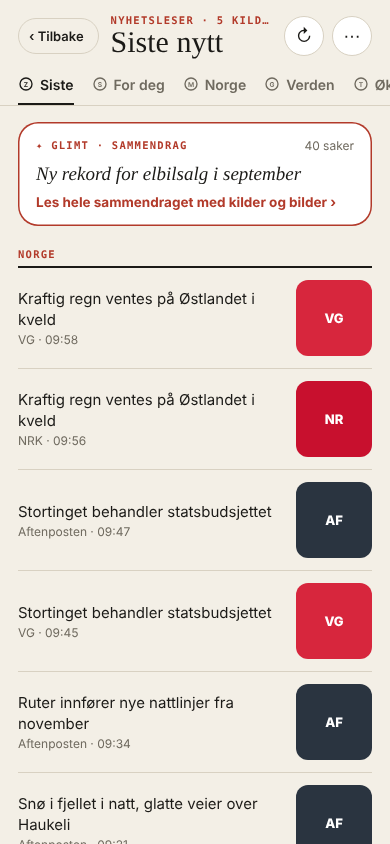 ‹ Tilbake
NYHETSLESER · 5 KILD…
Siste nytt
Z Siste
S For deg
M Norge
G Verden
T Øk
✦ GLIMT · SAMMENDRAG
40 saker
Ny rekord for elbilsalg i september
Les hele sammendraget med kilder og bilder ›
NORGE
Kraftig regn ventes på Østlandet i
kveld
VG · 09:58
VG
Kraftig regn ventes på Østlandet i
kveld
NRK · 09:56
NR
Stortinget behandler statsbudsjettet
Aftenposten · 09:47
AF
Stortinget behandler statsbudsjettet
VG · 09:45
VG
Ruter innfører nye nattlinjer fra
november
Aftenposten · 09:34
AF
Snø i fjellet i natt, glatte veier over
Haukeli
Aftenposten · 09:21
AF